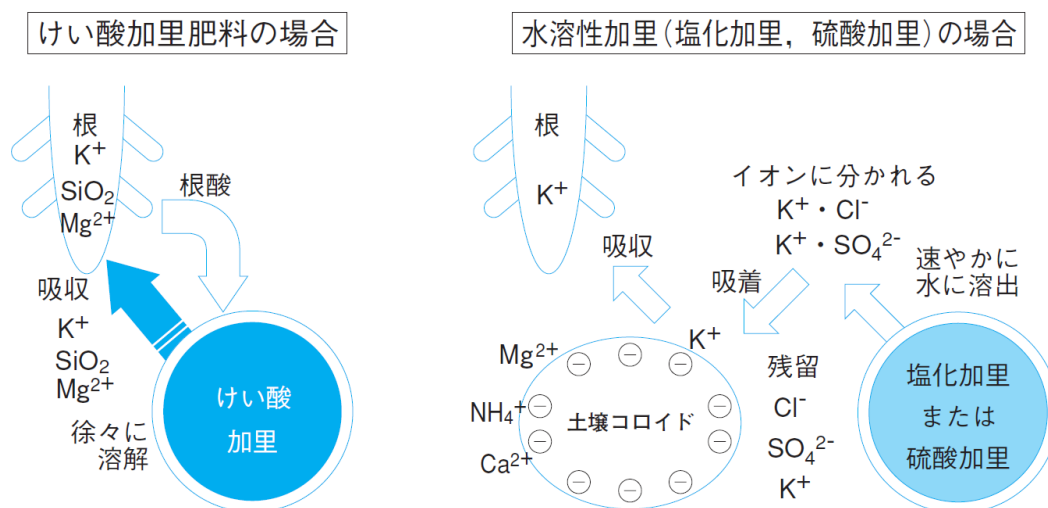 けい酸加里肥料の場合
根
K⁺
SiO₂
Mg²⁺
根酸
吸収
K⁺
SiO₂
Mg²⁺
徐々に
溶解
けい酸
加里
水溶性加里(塩化加里，硫酸加里)の場合
根
K⁺
吸収
イオンに分かれる
K⁺・Cl⁻
K⁺・SO₄²⁻
速やかに
水に溶出
吸着
K⁺
Mg²⁺
NH₄⁺
Ca²⁺
土壌コロイド
− − − − − − − − − −
残留
Cl⁻
SO₄²⁻
K⁺
塩化加里
または
硫酸加里